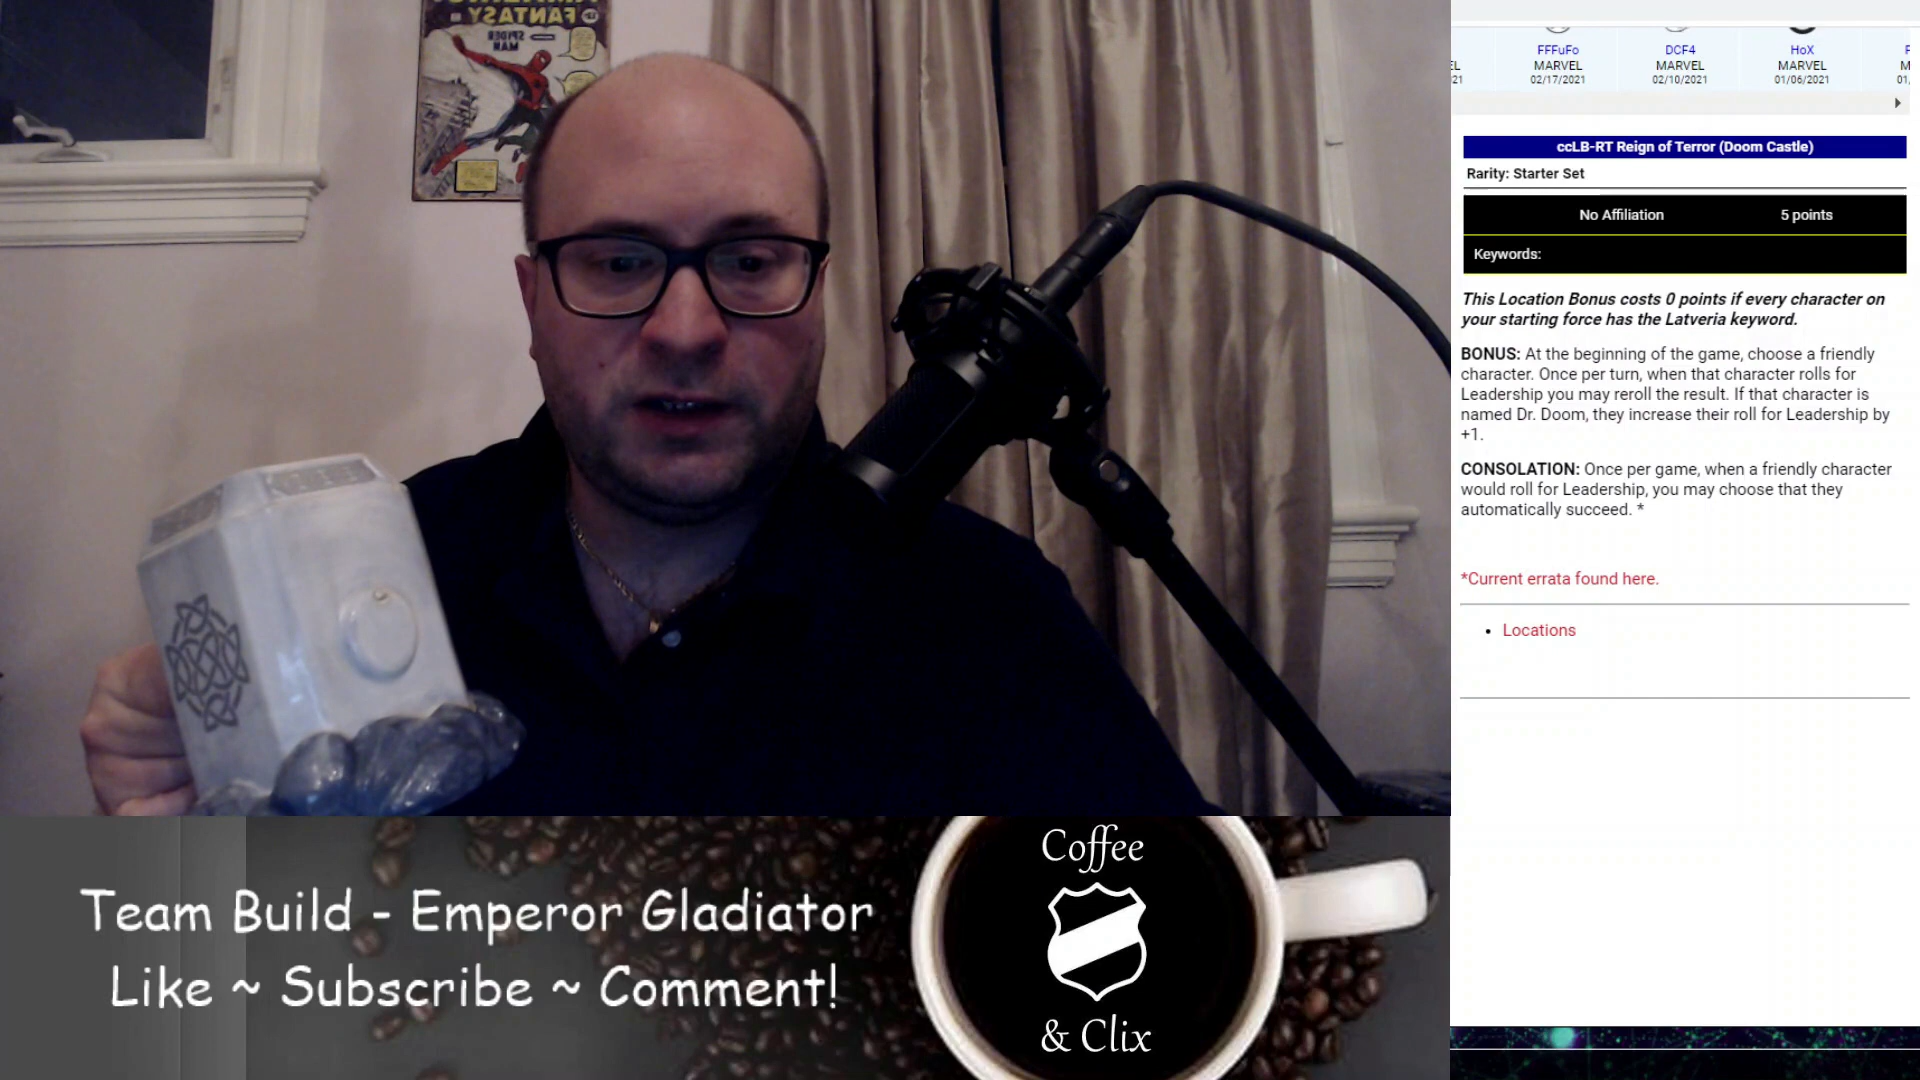 FANTASY
SPIDER
MAN
FFFuFo
MARVEL
02/17/2021
DCF4
MARVEL
02/10/2021
HoX
MARVEL
01/06/2021
ccLB-RT Reign of Terror (Doom Castle)
Rarity: Starter Set
No Affiliation 5 points
Keywords:
This Location Bonus costs 0 points if every character on
your starting force has the Latveria keyword.
BONUS: At the beginning of the game, choose a friendly
character. Once per turn, when that character rolls for
Leadership you may reroll the result. If that character is
named Dr. Doom, they increase their roll for Leadership by
+1.
CONSOLATION: Once per game, when a friendly character
would roll for Leadership, you may choose that they
automatically succeed. *
*Current errata found here.
• Locations
Team Build - Emperor Gladiator
Like ~ Subscribe ~ Comment!
Coffee
& Clix